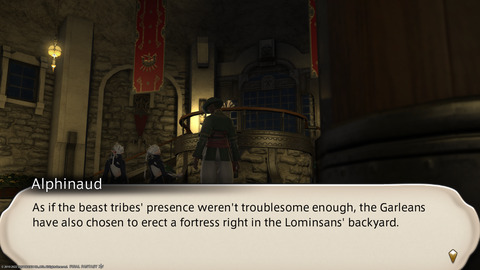 Alphinaud
As if the beast tribes' presence weren't troublesome enough, the Garleans
have also chosen to erect a fortress right in the Lominsans' backyard.